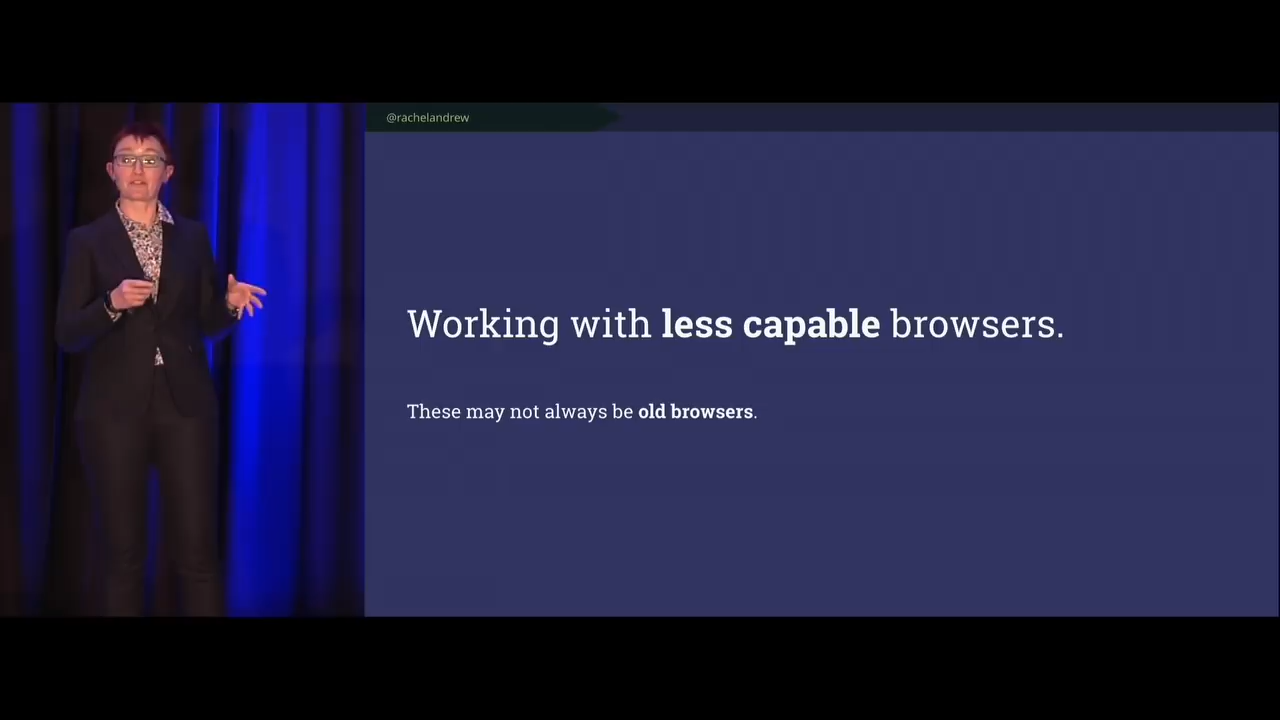 @rachelandrew
Working with less capable browsers.
These may not always be old browsers.